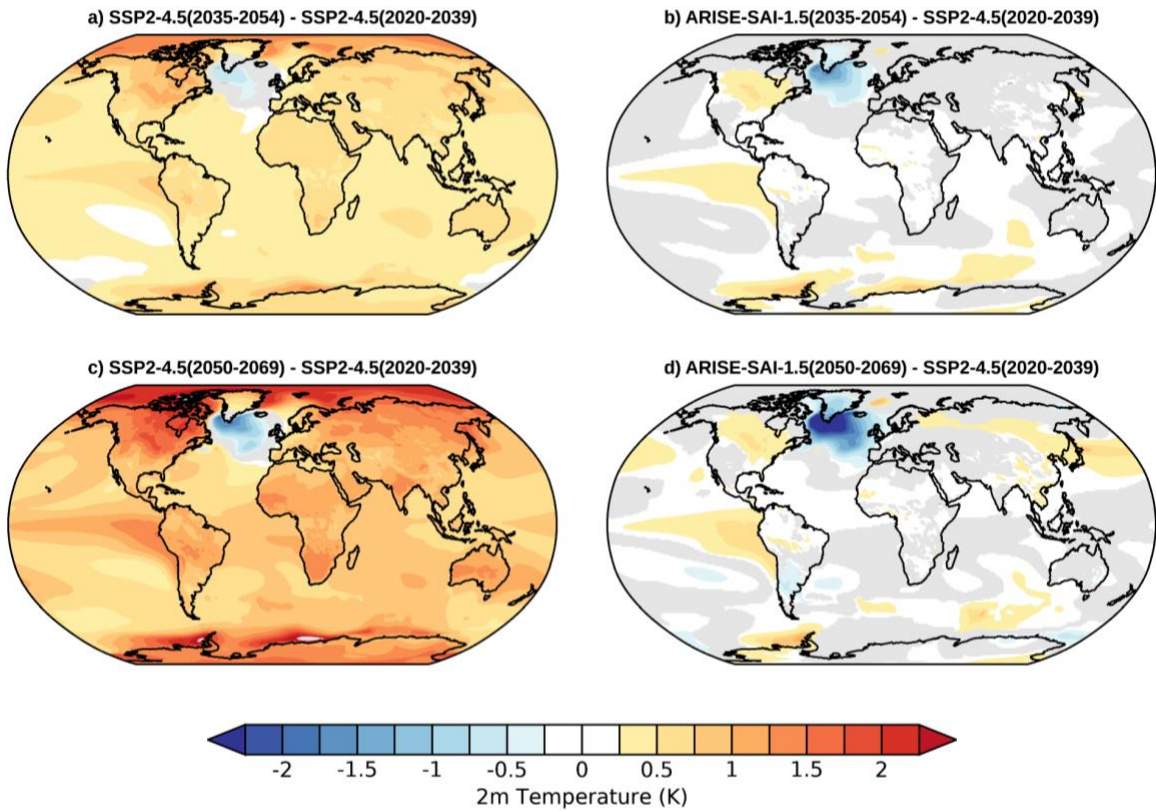 a) SSP2-4.5(2035-2054) - SSP2-4.5(2020-2039)
b) ARISE-SAI-1.5(2035-2054) - SSP2-4.5(2020-2039)
c) SSP2-4.5(2050-2069) - SSP2-4.5(2020-2039)
d) ARISE-SAI-1.5(2050-2069) - SSP2-4.5(2020-2039)
-2 -1.5 -1 -0.5 0 0.5 1 1.5 2
2m Temperature (K)